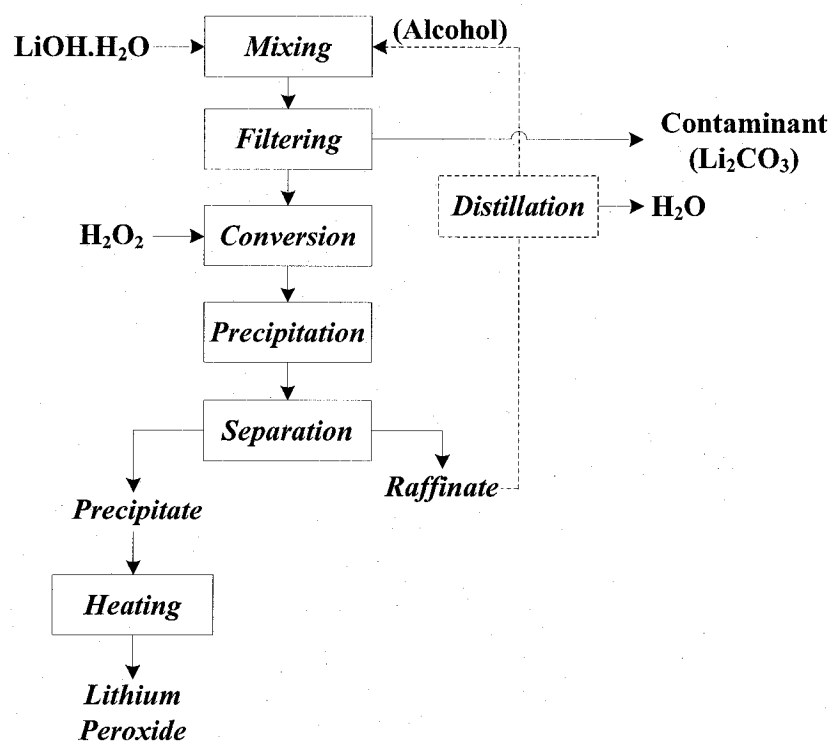 LiOH.H₂O
Mixing
(Alcohol)
Filtering
Contaminant
(Li₂CO₃)
Distillation
H₂O
H₂O₂
Conversion
Precipitation
Separation
Precipitate
Raffinate
Heating
Lithium
Peroxide